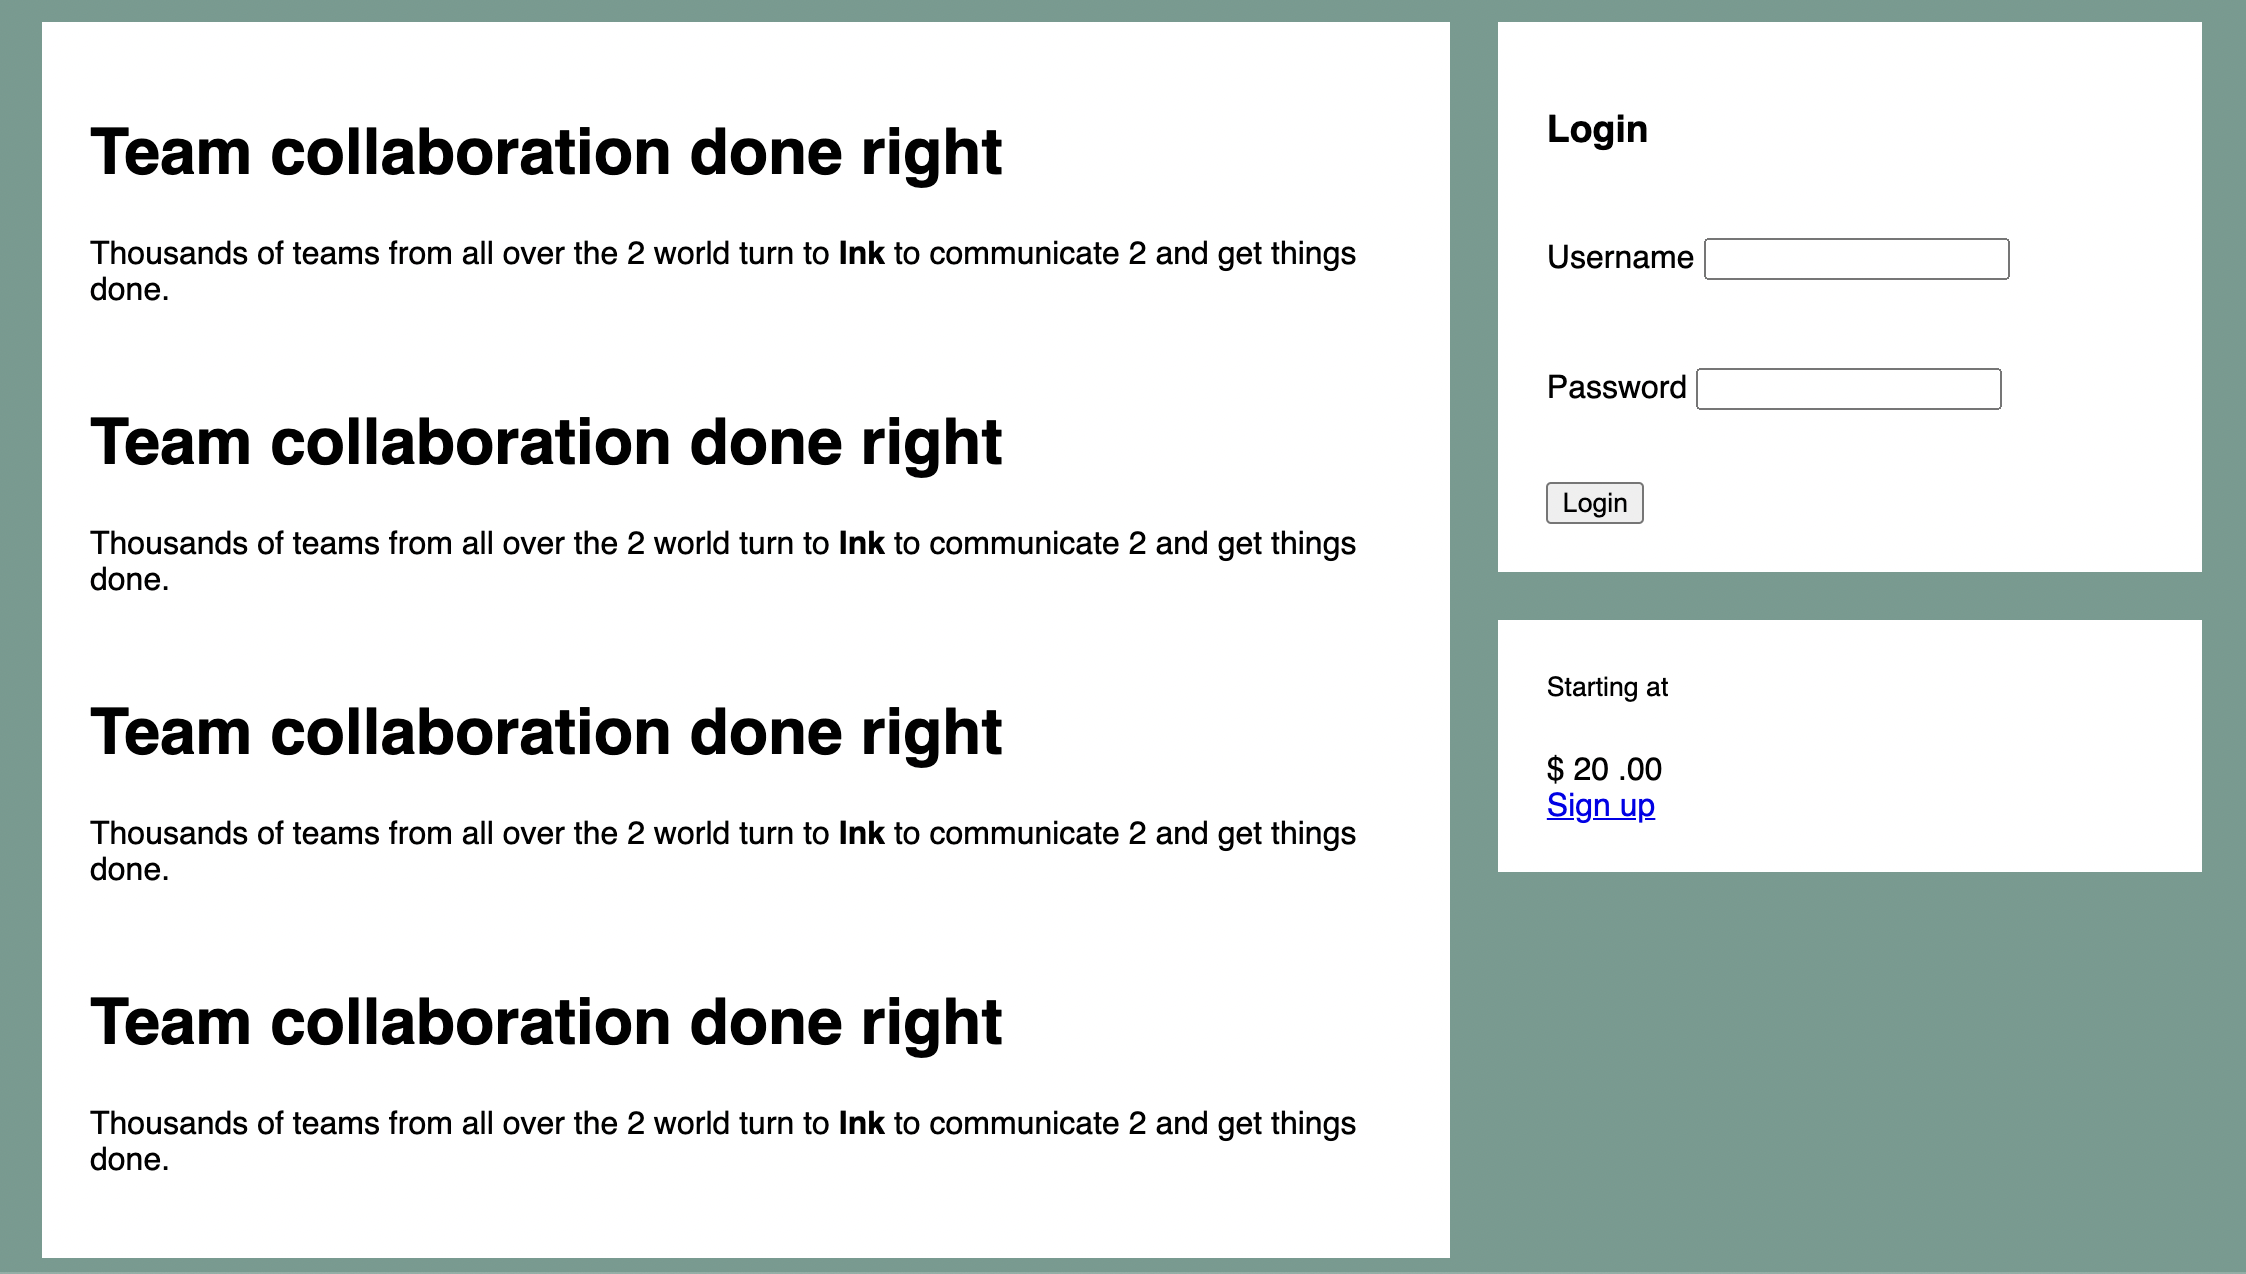 Team collaboration done right
Thousands of teams from all over the 2 world turn to Ink to communicate 2 and get things
done.
Team collaboration done right
Thousands of teams from all over the 2 world turn to Ink to communicate 2 and get things
done.
Team collaboration done right
Thousands of teams from all over the 2 world turn to Ink to communicate 2 and get things
done.
Team collaboration done right
Thousands of teams from all over the 2 world turn to Ink to communicate 2 and get things
done.
Login
Username
Password
Login
Starting at
$ 20 .00
Sign up